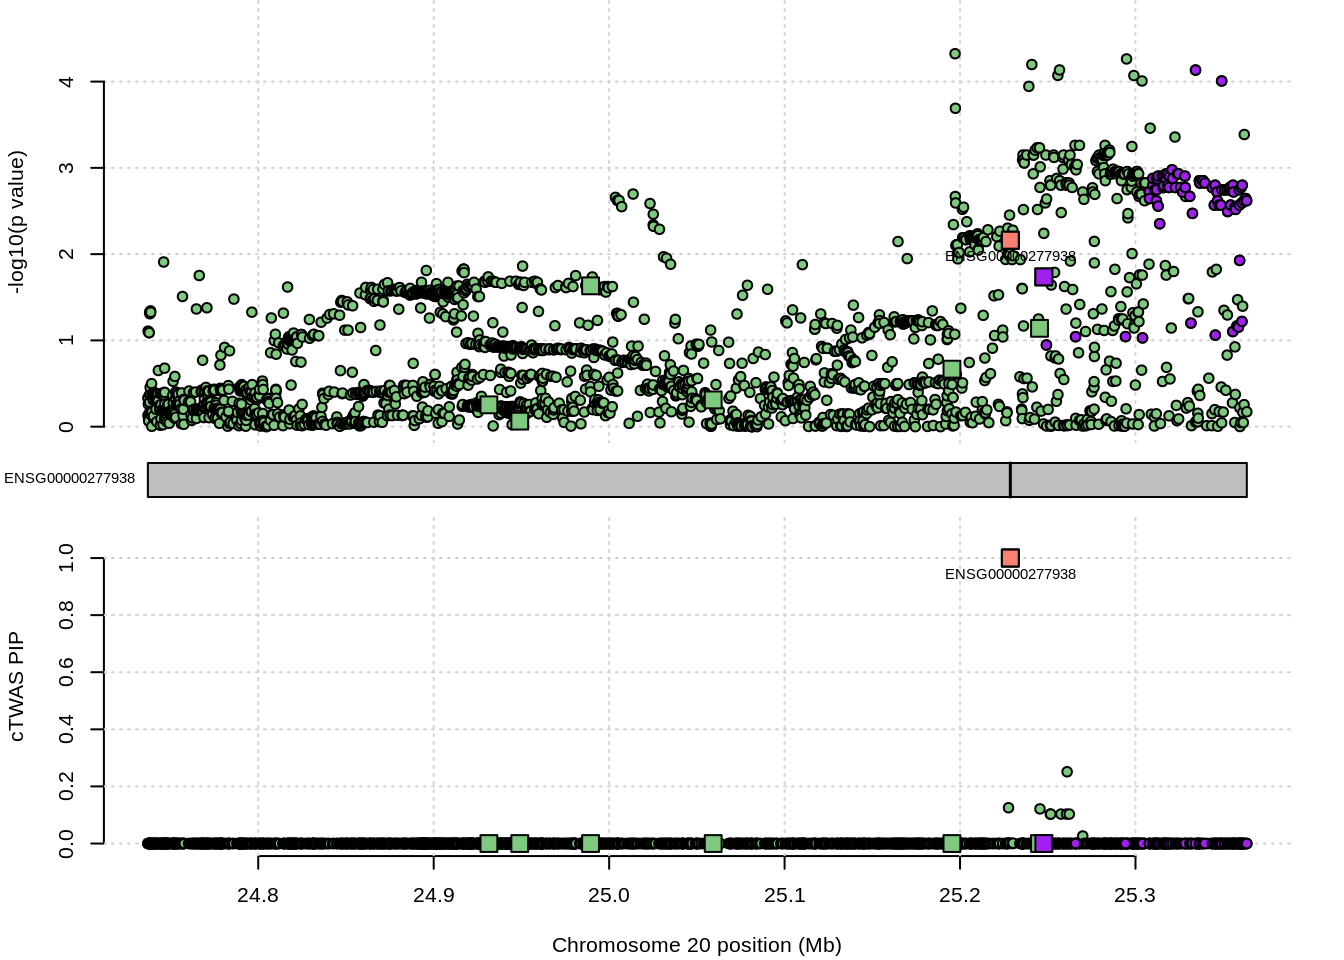 -log10(p value)
4
3
2
1
0
ENSG00000277938
ENSG00000277938
cTWAS PIP
1.0
0.8
0.6
0.4
0.2
0.0
ENSG00000277938
24.8 24.9 25.0 25.1 25.2 25.3
Chromosome 20 position (Mb)